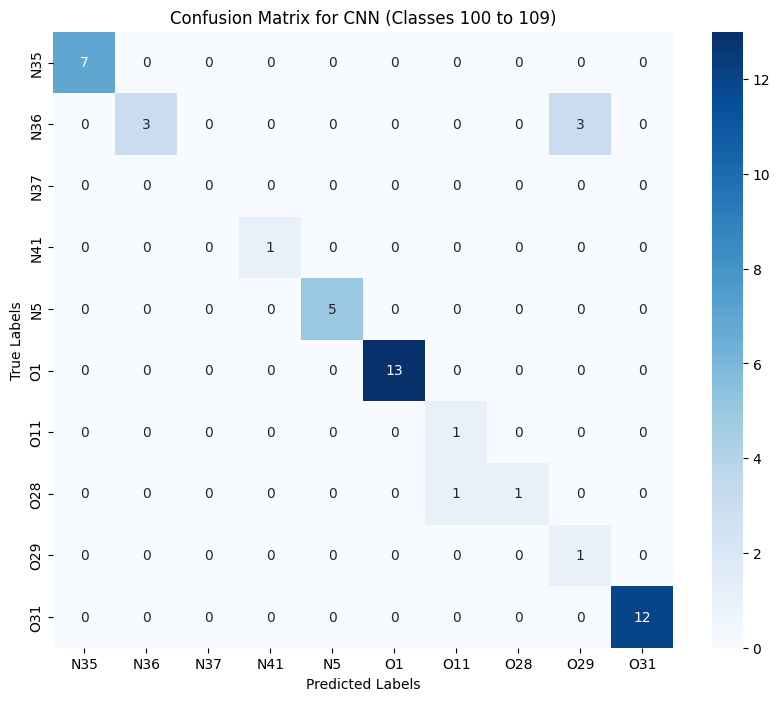 Confusion Matrix for CNN (Classes 100 to 109)
True Labels
N35 7 0 0 0 0 0 0 0 0 0
N36 0 3 0 0 0 0 0 0 3 0
N37 0 0 0 0 0 0 0 0 0 0
N41 0 0 0 1 0 0 0 0 0 0
N5 0 0 0 0 5 0 0 0 0 0
O1 0 0 0 0 0 13 0 0 0 0
O11 0 0 0 0 0 0 1 0 0 0
O28 0 0 0 0 0 0 1 1 0 0
O29 0 0 0 0 0 0 0 0 1 0
O31 0 0 0 0 0 0 0 0 0 12
N35 N36 N37 N41 N5 O1 O11 O28 O29 O31
Predicted Labels
12
10
8
6
4
2
0